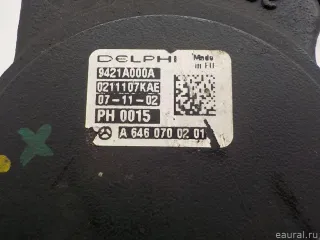 DELPHI
Made
in EU
9421A000A
0211107KAE
07-11-02
PH 0015
A 646 070 02 01
eaural.ru